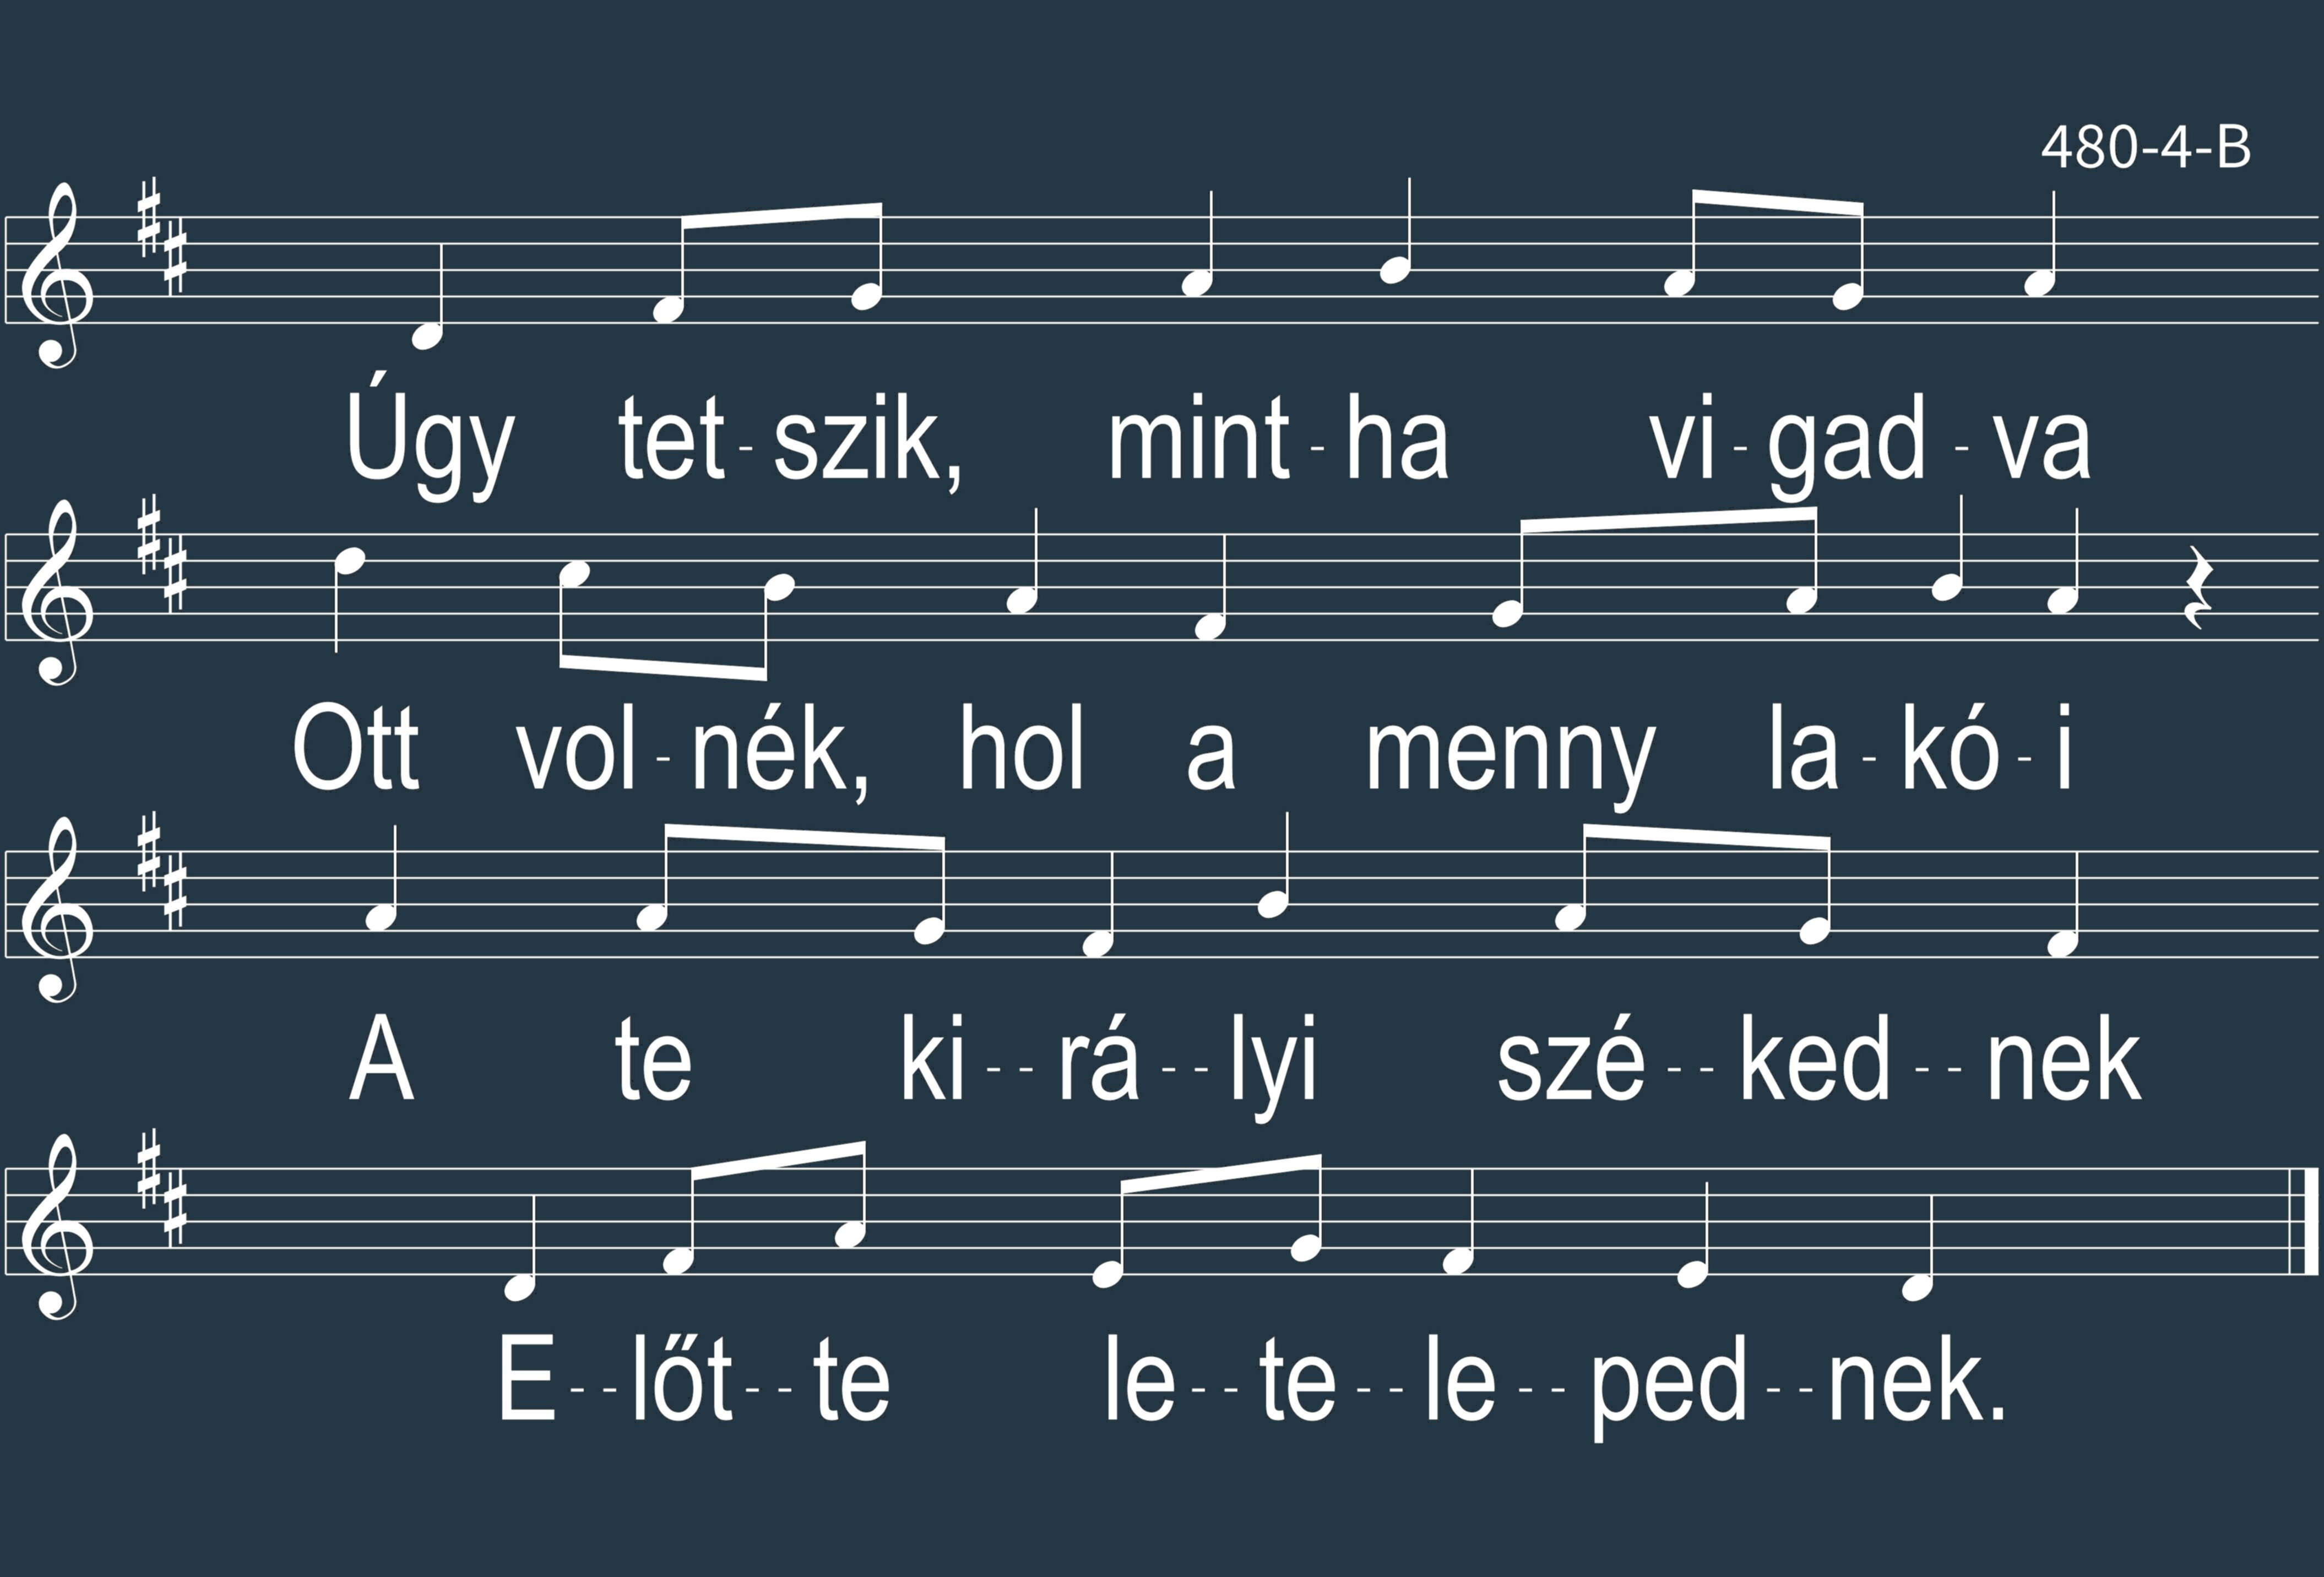 480-4-B
Úgy tet-szik, mint-ha vi-gad-va
Ott vol-nék, hol a menny la-kó-i
A te ki--rá--lyi szé--ked--nek
E--lőt--te le--te--le--ped--nek.